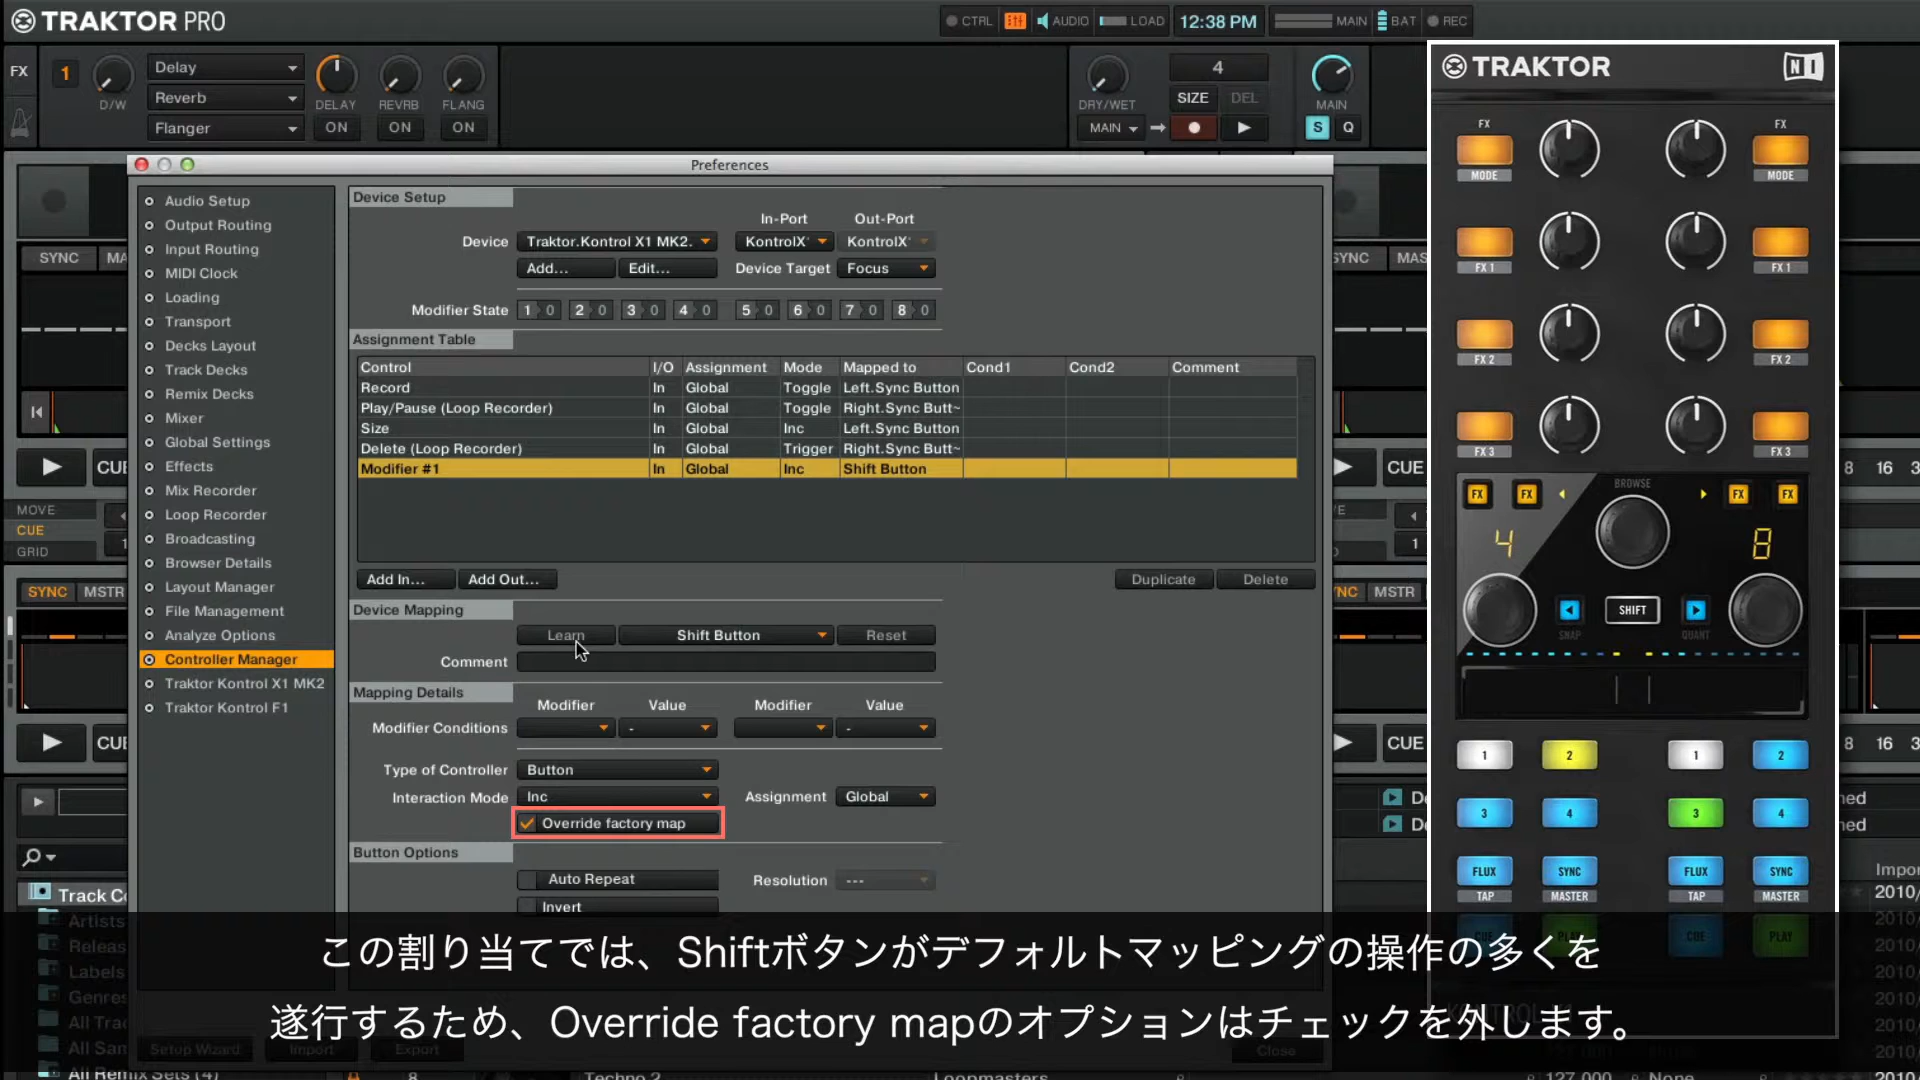 TRAKTOR PRO
CTRL
AUDIO
LOAD
12:38 PM
MAIN
BAT
REC
FX
1
D/W
Delay
Reverb
Flanger
DELAY
REVRB
FLANG
ON
ON
ON
DRY/WET
MAIN
4
SIZE
DEL
MAIN
S
Q
Preferences
Audio Setup
Output Routing
Input Routing
MIDI Clock
Loading
Transport
Decks Layout
Track Decks
Remix Decks
Mixer
Global Settings
Effects
Mix Recorder
Loop Recorder
Broadcasting
Browser Details
Layout Manager
File Management
Analyze Options
Controller Manager
Traktor Kontrol X1 MK2
Traktor Kontrol F1
Device Setup
In-Port
Out-Port
Device
Traktor.Kontrol X1 MK2.
KontrolX
KontrolX
Add...
Edit...
Device Target
Focus
Modifier State
1 0 2 0 3 0 4 0 5 0 6 0 7 0 8 0
Assignment Table
Control I/O Assignment Mode Mapped to Cond1 Cond2 Comment
Record In Global Toggle Left.Sync Button
Play/Pause (Loop Recorder) In Global Toggle Right.Sync Butt~
Size In Global Inc Left.Sync Button
Delete (Loop Recorder) In Global Trigger Right.Sync Butt~
Modifier #1 In Global Inc Shift Button
Add In...
Add Out...
Duplicate
Delete
Device Mapping
Learn
Shift Button
Reset
Comment
Mapping Details
Modifier Value Modifier Value
Modifier Conditions - -
Type of Controller
Button
Interaction Mode
Inc
Assignment
Global
Override factory map
Button Options
Auto Repeat
Resolution
---
Invert
Setup Wizard
Import
Export
Close
SYNC
CUE
MOVE
CUE
GRID
SYNC
MSTR
Track
Artists
Labels
All Remix Sets (4)
Techno 2
Loopmasters
127.000
None
SYNC
MAS
CUE
8 16 3
MSTR
CUE
8 16 3
2010/
TRAKTOR
NI
FX
FX
MODE
MODE
FX 1
FX 1
FX 2
FX 2
FX 3
FX 3
FX
FX
BROWSE
FX
FX
4
8
SHIFT
SNAP
QUANT
1
2
1
2
3
4
3
4
FLUX
SYNC
FLUX
SYNC
TAP
MASTER
TAP
MASTER
CUE
PLAY
CUE
PLAY
この割り当てでは、Shiftボタンがデフォルトマッピングの操作の多くを
遂行するため、Override factory mapのオプションはチェックを外します。